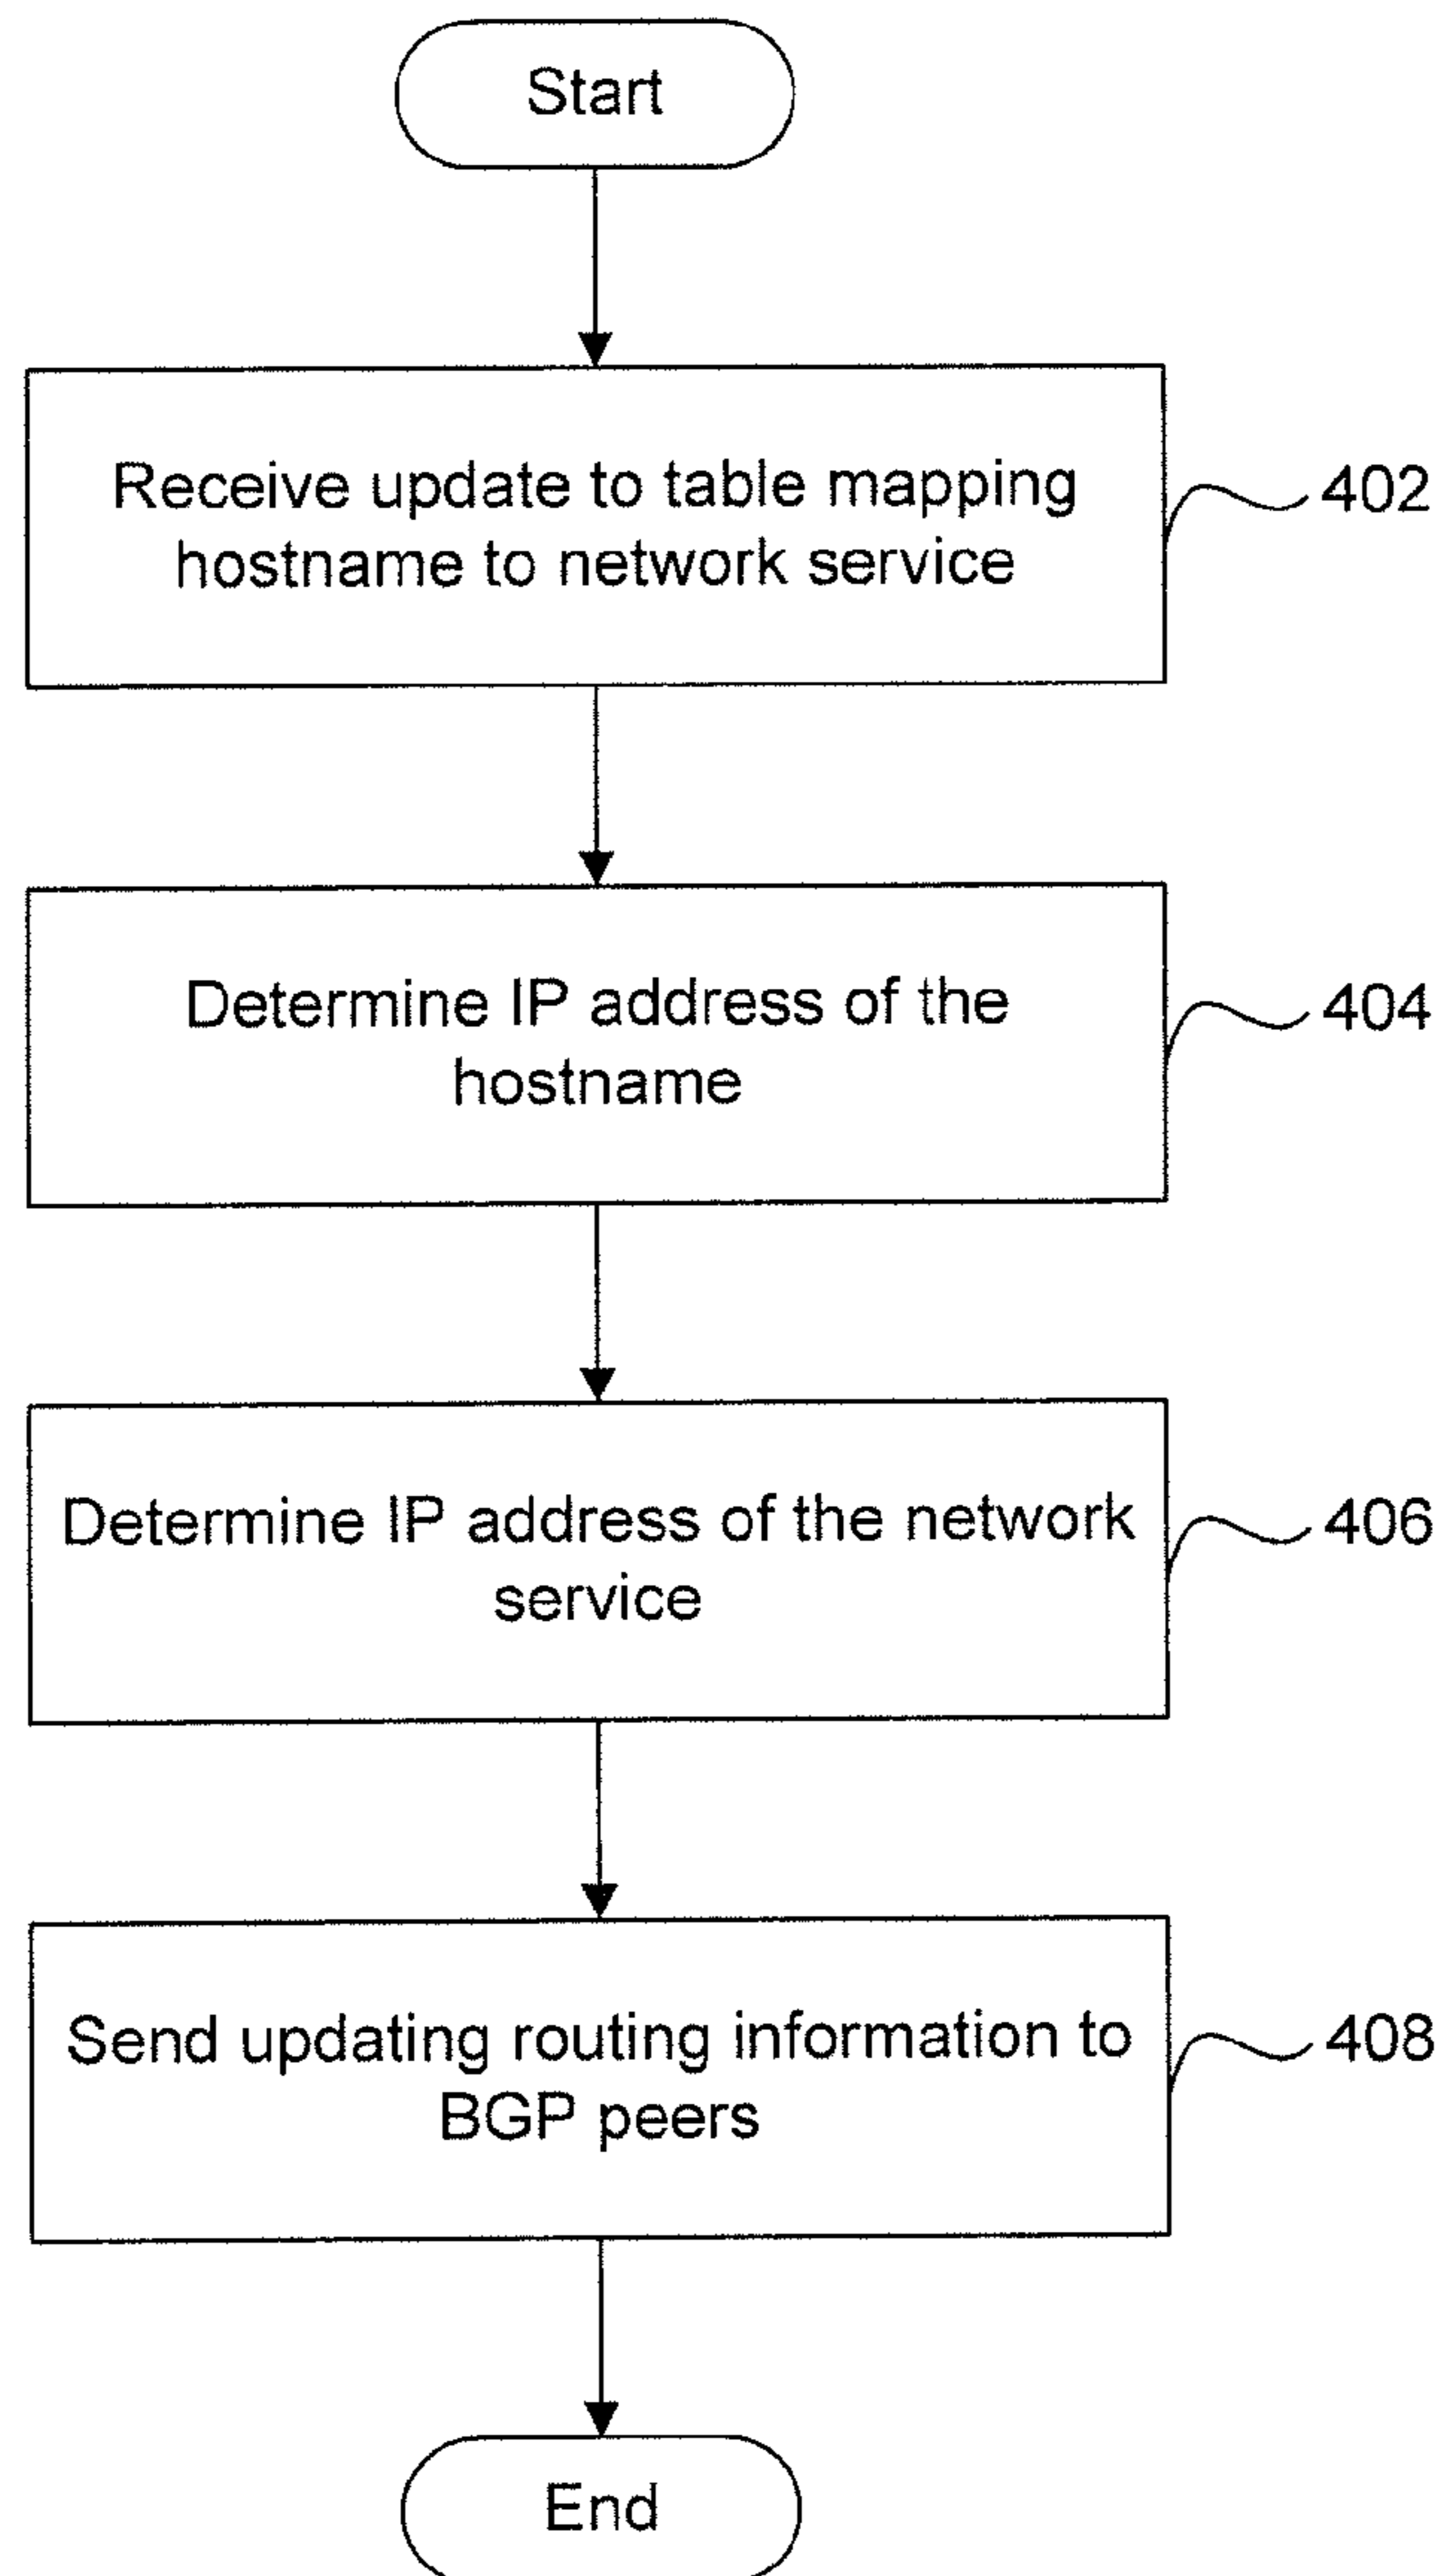 Start
Receive update to table mapping
hostname to network service
402
Determine IP address of the
hostname
404
Determine IP address of the network
service
406
Send updating routing information to
BGP peers
408
End